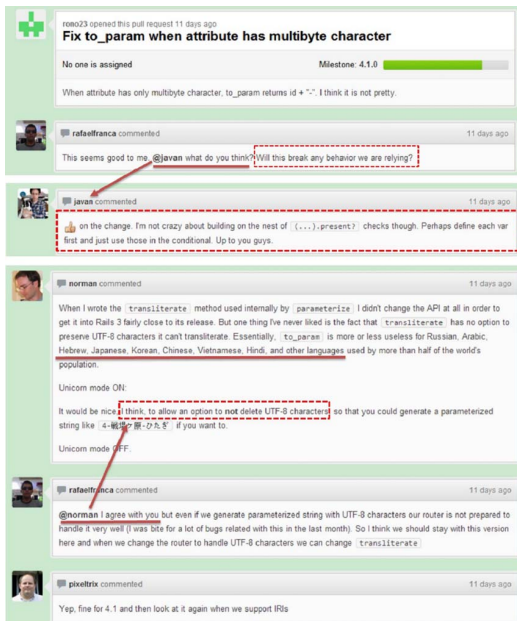 rono23 opened this pull request 11 days ago
Fix to_param when attribute has multibyte character
No one is assigned
Milestone: 4.1.0
When attribute has only multibyte character, to_param returns id + "-". I think it is not pretty.
rafaelfranca commented
11 days ago
This seems good to me. @javan what do you think? Will this break any behavior we are relying?
javan commented
11 days ago
on the change. I'm not crazy about building on the nest of (...).present? checks though. Perhaps define each var
first and just use those in the conditional. Up to you guys.
norman commented
11 days ago
When I wrote the transliterate method used internally by parameterize I didn't change the API at all in order to
get it into Rails 3 fairly close to its release. But one thing I've never liked is the fact that transliterate has no option to
preserve UTF-8 characters it can't transliterate. Essentially, to_param is more or less useless for Russian, Arabic,
Hebrew, Japanese, Korean, Chinese, Vietnamese, Hindi, and other languages used by more than half of the world's
population.
Unicorn mode ON:
It would be nice, I think, to allow an option to not delete UTF-8 characters so that you could generate a parameterized
string like 4-戦場ヶ原-ひたぎ if you want to.
Unicorn mode OFF.
rafaelfranca commented
11 days ago
@norman I agree with you but even if we generate parameterized string with UTF-8 characters our router is not prepared to
handle it very well (I was bite for a lot of bugs related with this in the last month). So I think we should stay with this version
here and when we change the router to handle UTF-8 characters we can change transliterate
pixeltrix commented
11 days ago
Yep, fine for 4.1 and then look at it again when we support IRIs